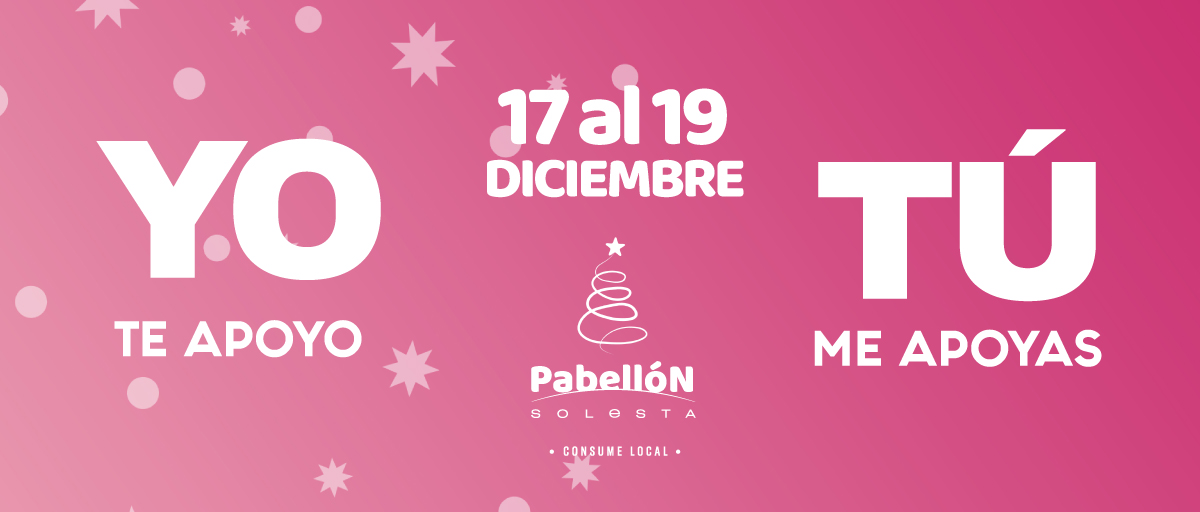 YO
TE APOYO
17 al 19
DICIEMBRE
PabellóN
SOLeSTA
• CONSUME LOCAL •
TÚ
ME APOYAS